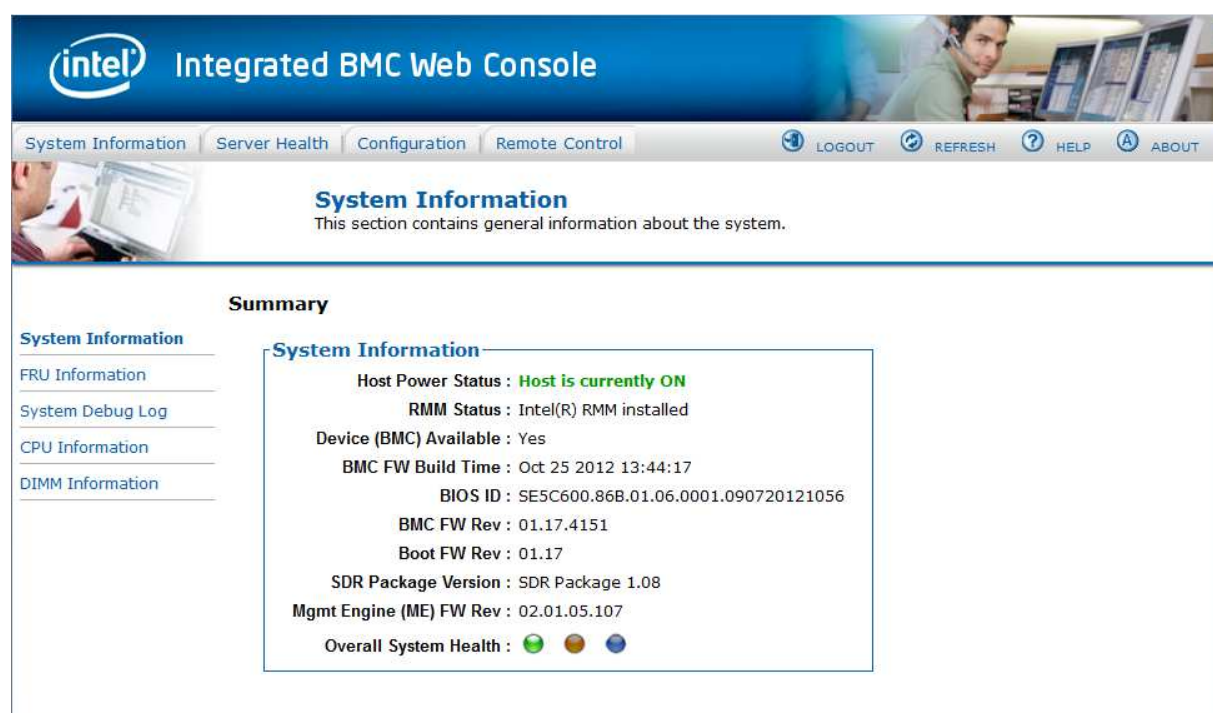 intel Integrated BMC Web Console
System Information Server Health Configuration Remote Control LOGOUT REFRESH ? HELP A ABOUT
System Information
This section contains general information about the system.
Summary
System Information
FRU Information
System Debug Log
CPU Information
DIMM Information
System Information
Host Power Status : Host is currently ON
RMM Status : Intel(R) RMM installed
Device (BMC) Available : Yes
BMC FW Build Time : Oct 25 2012 13:44:17
BIOS ID : SE5C600.86B.01.06.0001.090720121056
BMC FW Rev : 01.17.4151
Boot FW Rev : 01.17
SDR Package Version : SDR Package 1.08
Mgmt Engine (ME) FW Rev : 02.01.05.107
Overall System Health :